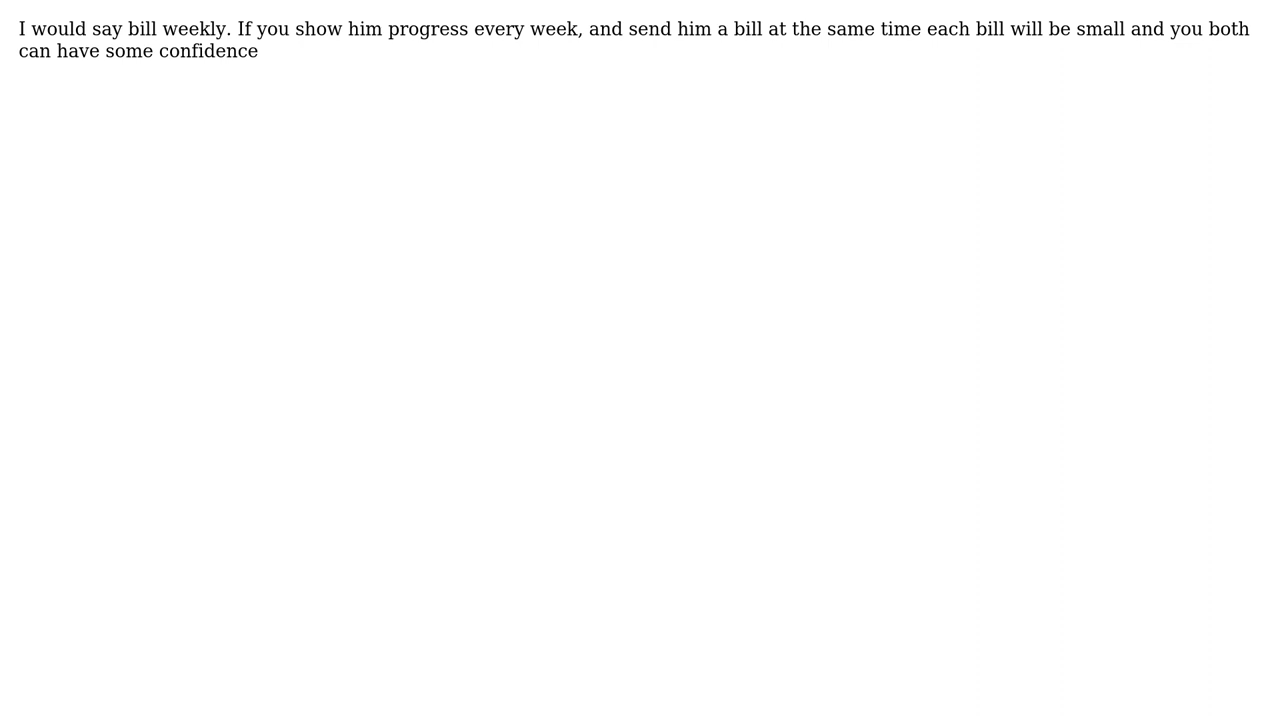 I would say bill weekly. If you show him progress every week, and send him a bill at the same time each bill will be small and you both
can have some confidence